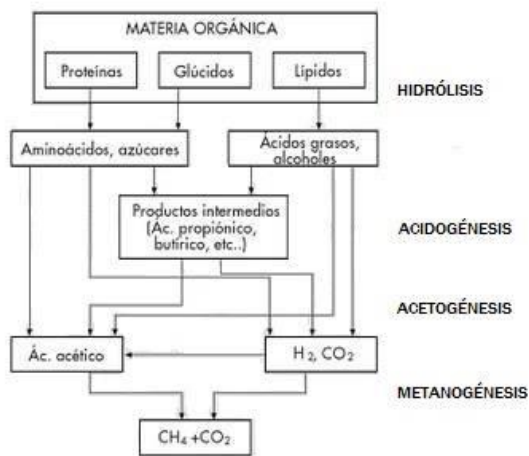 MATERIA ORGÁNICA
Proteínas
Glúcidos
Lípidos
HIDRÓLISIS
Aminoácidos, azúcares
Ácidos grasos,
alcoholes
Productos intermedios
(Ác. propiónico,
butírico, etc..)
ACIDOGÉNESIS
ACETOGÉNESIS
Ác. acético
H₂, CO₂
METANOGÉNESIS
CH₄ +CO₂